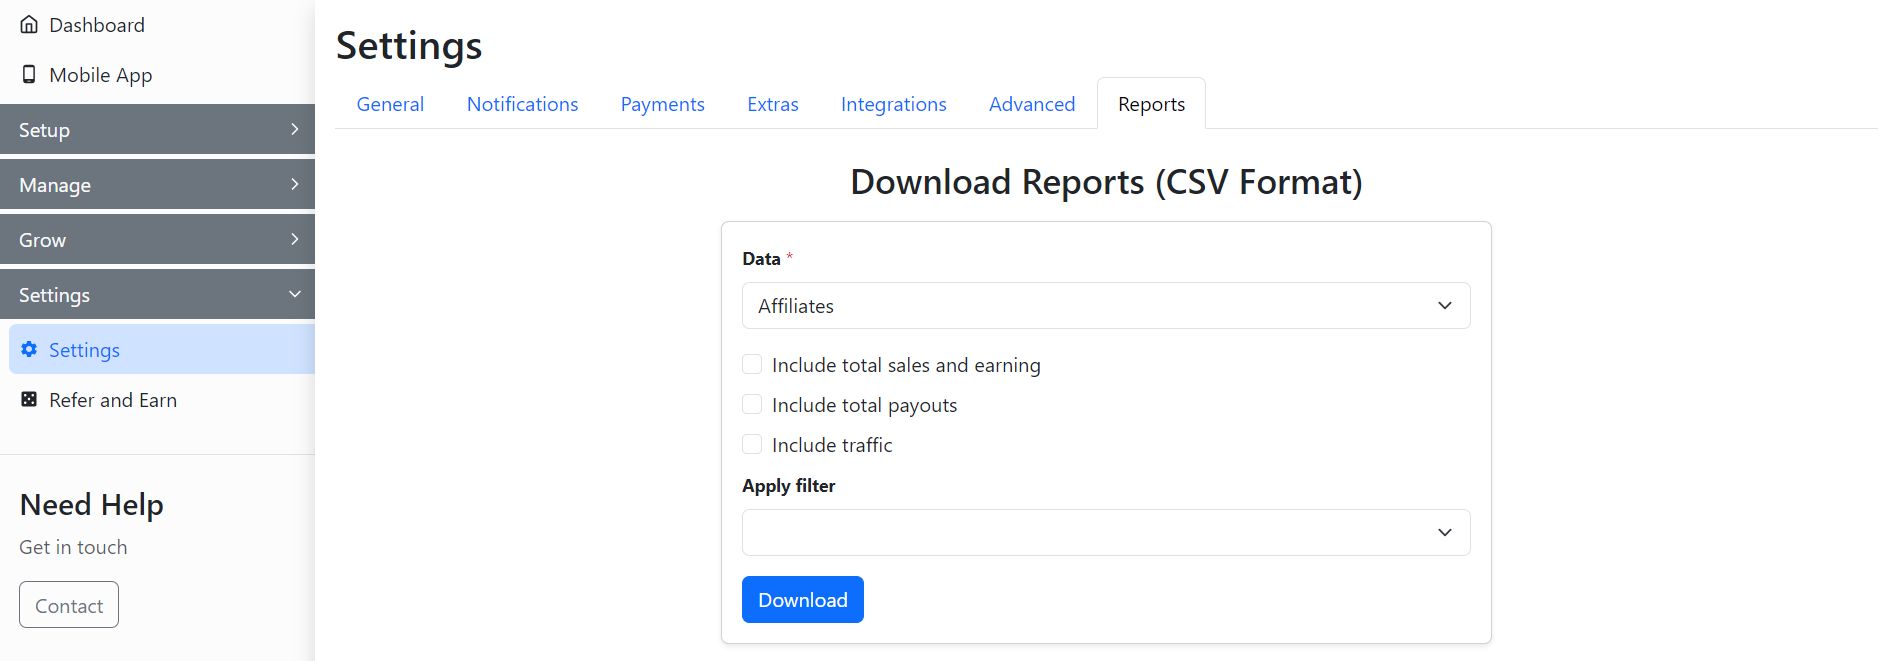 Dashboard
Mobile App
Setup
Manage
Grow
Settings
Settings
Refer and Earn
Need Help
Get in touch
Contact
Settings
General Notifications Payments Extras Integrations Advanced Reports
Download Reports (CSV Format)
Data *
Affiliates
Include total sales and earning
Include total payouts
Include traffic
Apply filter
Download